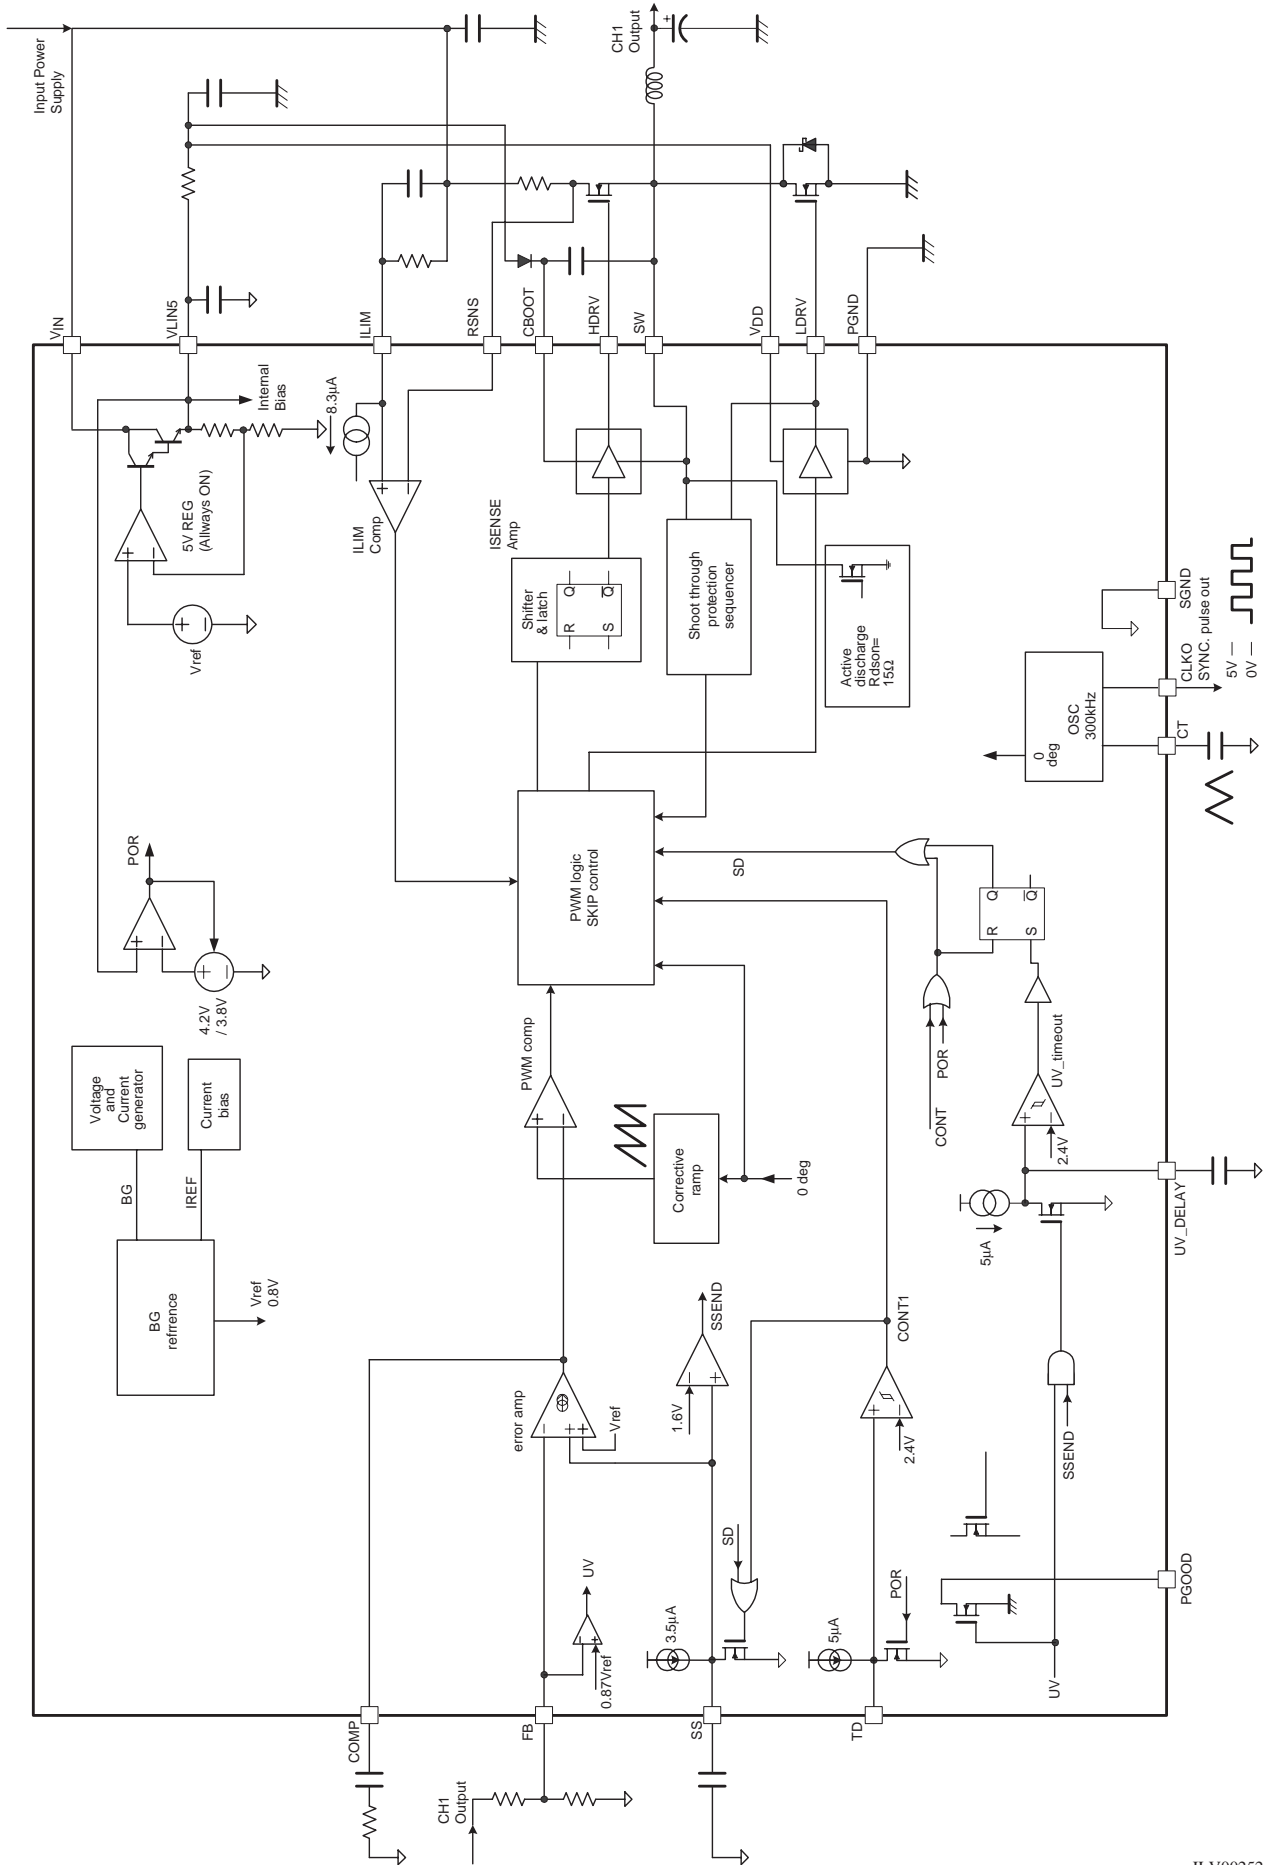 Input Power
Supply
CH1
Output
VIN
VLIN5
ILIM
RSNS
CBOOT
HDRV
SW
VDD
LDRV
PGND
Internal
Bias
8.3µA
5V REG
(Allways ON)
+
−
Vref
+
−
ILIM
Comp
+
−
ISENSE
Amp
Shifter
& latch
R
Q
S
Q
Shoot through
protection
sequencer
Active
discharge
Rdson=
15Ω
SGND
CLKO
SYNC. pulse out
5V
0V
CT
OSC
300kHz
0
deg
POR
+
−
+
−
4.2V
/ 3.8V
PWM logic
SKIP control
SD
R
Q
S
Q
CONT
POR
UV_timeout
+
−
2.4V
5µA
UV_DELAY
Voltage
and
Current
generator
Current
bias
BG
IREF
BG
refrrence
Vref
0.8V
PWM comp
+
−
Corrective
ramp
0 deg
error amp
−
+
+
Vref
SSEND
1.6V
−
+
CONT1
+
−
2.4V
SSEND
UV
−
+
0.87Vref
3.5µA
SD
5µA
POR
UV
PGOOD
COMP
FB
SS
TD
CH1
Output
+